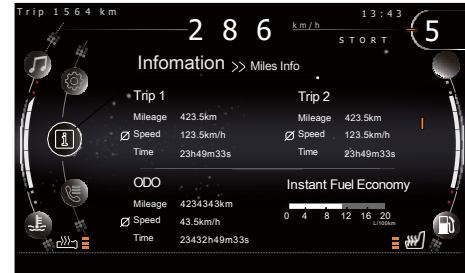 Trip 1564 km
286 km/h
13:43
STORT
5
Infomation >> Miles Info
Trip 1
Mileage 423.5km
Ø Speed 123.5km/h
Time 23h49m33s
Trip 2
Mileage 423.5km
Ø Speed 123.5km/h
Time 23h49m33s
ODO
Mileage 4234343km
Ø Speed 43.5km/h
Time 23432h49m33s
Instant Fuel Economy
0 4 8 12 16 20
L/100km